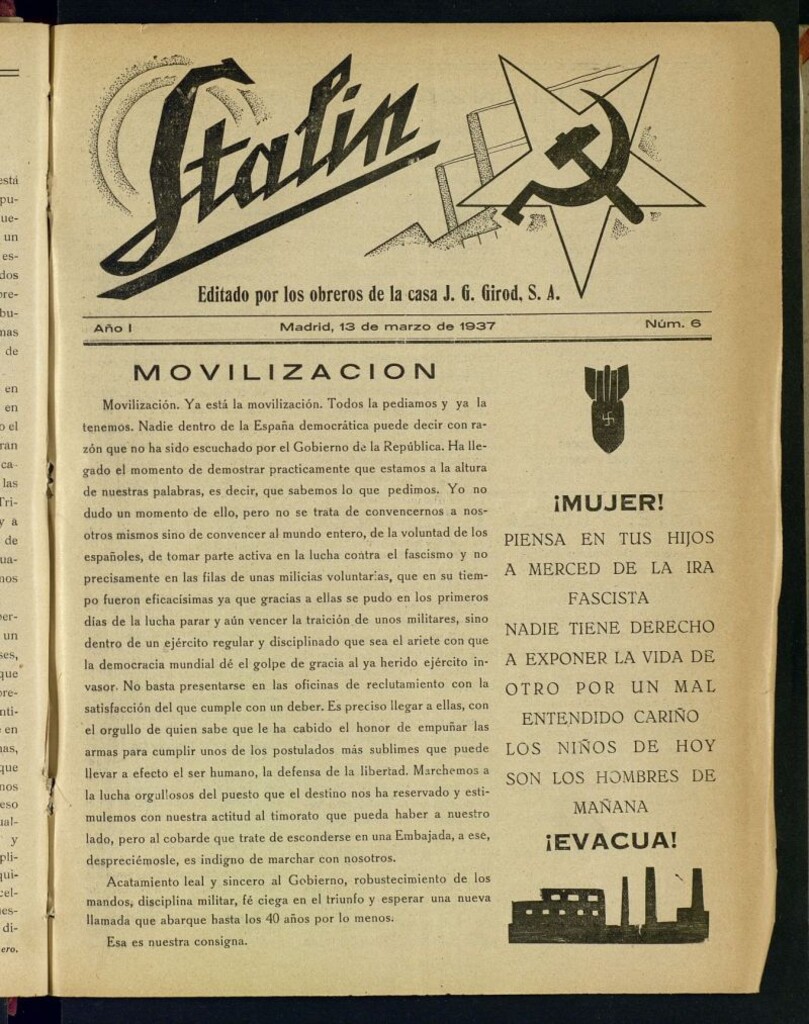 Stalin
Editado por los obreros de la casa J. G. Girod, S. A.
Año I
Madrid, 13 de marzo de 1937
Núm. 6
MOVILIZACION
Movilización. Ya está la movilización. Todos la pediamos y ya la
tenemos. Nadie dentro de la España democrática puede decir con ra-
zón que no ha sido escuchado por el Gobierno de la República. Ha lle-
gado el momento de demostrar practicamente que estamos a la altura
de nuestras palabras, es decir, que sabemos lo que pedimos. Yo no
dudo un momento de ello, pero no se trata de convencernos a nos-
otros mismos sino de convencer al mundo entero, de la voluntad de los
españoles, de tomar parte activa en la lucha contra el fascismo y no
precisamente en las filas de unas milicias voluntarias, que en su tiem-
po fueron eficacísimas ya que gracias a ellas se pudo en los primeros
días de la lucha parar y aún vencer la traición de unos militares, sino
dentro de un ejército regular y disciplinado que sea el ariete con que
la democracia mundial dé el golpe de gracia al ya herido ejército in-
vasor. No basta presentarse en las oficinas de reclutamiento con la
satisfacción del que cumple con un deber. Es preciso llegar a ellas, con
el orgullo de quien sabe que le ha cabido el honor de empuñar las
armas para cumplir unos de los postulados más sublimes que puede
llevar a efecto el ser humano, la defensa de la libertad. Marchemos a
la lucha orgullosos del puesto que el destino nos ha reservado y esti-
mulemos con nuestra actitud al timorato que pueda haber a nuestro
lado, pero al cobarde que trate de esconderse en una Embajada, a ese,
despreciémosle, es indigno de marchar con nosotros.
Acatamiento leal y sincero al Gobierno, robustecimiento de los
mandos, disciplina militar, fé ciega en el triunfo y esperar una nueva
llamada que abarque hasta los 40 años por lo menos.
Esa es nuestra consigna.
¡MUJER!
PIENSA EN TUS HIJOS
A MERCED DE LA IRA
FASCISTA
NADIE TIENE DERECHO
A EXPONER LA VIDA DE
OTRO POR UN MAL
ENTENDIDO CARIÑO
LOS NIÑOS DE HOY
SON LOS HOMBRES DE
MAÑANA
¡EVACUA!